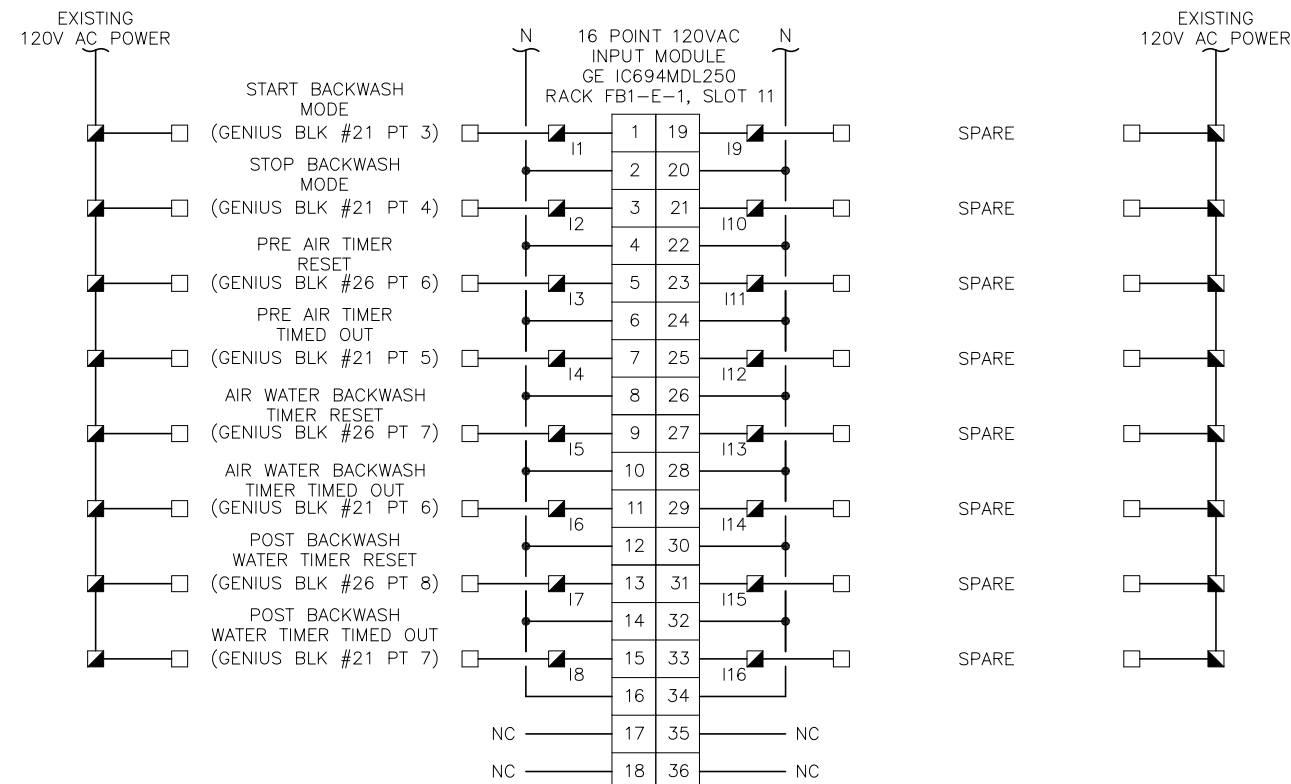 EXISTING
120V AC POWER
N
16 POINT 120VAC
INPUT MODULE
GE IC694MDL250
RACK FB1-E-1, SLOT 11
N
EXISTING
120V AC POWER
START BACKWASH
MODE
(GENIUS BLK #21 PT 3)
I1
1 19
I9
SPARE
2 20
STOP BACKWASH
MODE
(GENIUS BLK #21 PT 4)
I2
3 21
I10
SPARE
4 22
PRE AIR TIMER
RESET
(GENIUS BLK #26 PT 6)
I3
5 23
I11
SPARE
6 24
PRE AIR TIMER
TIMED OUT
(GENIUS BLK #21 PT 5)
I4
7 25
I12
SPARE
8 26
AIR WATER BACKWASH
TIMER RESET
(GENIUS BLK #26 PT 7)
I5
9 27
I13
SPARE
10 28
AIR WATER BACKWASH
TIMER TIMED OUT
(GENIUS BLK #21 PT 6)
I6
11 29
I14
SPARE
12 30
POST BACKWASH
WATER TIMER RESET
(GENIUS BLK #26 PT 8)
I7
13 31
I15
SPARE
14 32
POST BACKWASH
WATER TIMER TIMED OUT
(GENIUS BLK #21 PT 7)
I8
15 33
I16
SPARE
16 34
NC 17 35 NC
NC 18 36 NC